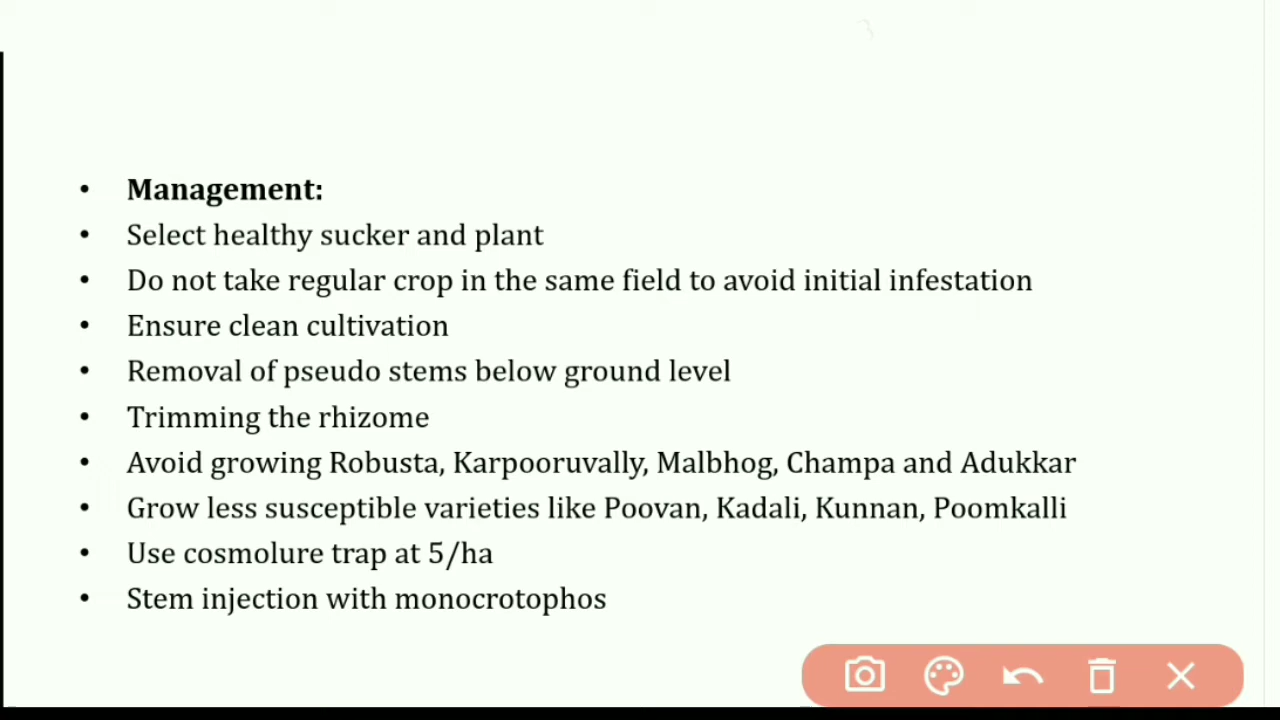 • Management:
• Select healthy sucker and plant
• Do not take regular crop in the same field to avoid initial infestation
• Ensure clean cultivation
• Removal of pseudo stems below ground level
• Trimming the rhizome
• Avoid growing Robusta, Karpooruvally, Malbhog, Champa and Adukkar
• Grow less susceptible varieties like Poovan, Kadali, Kunnan, Poomkalli
• Use cosmolure trap at 5/ha
• Stem injection with monocrotophos